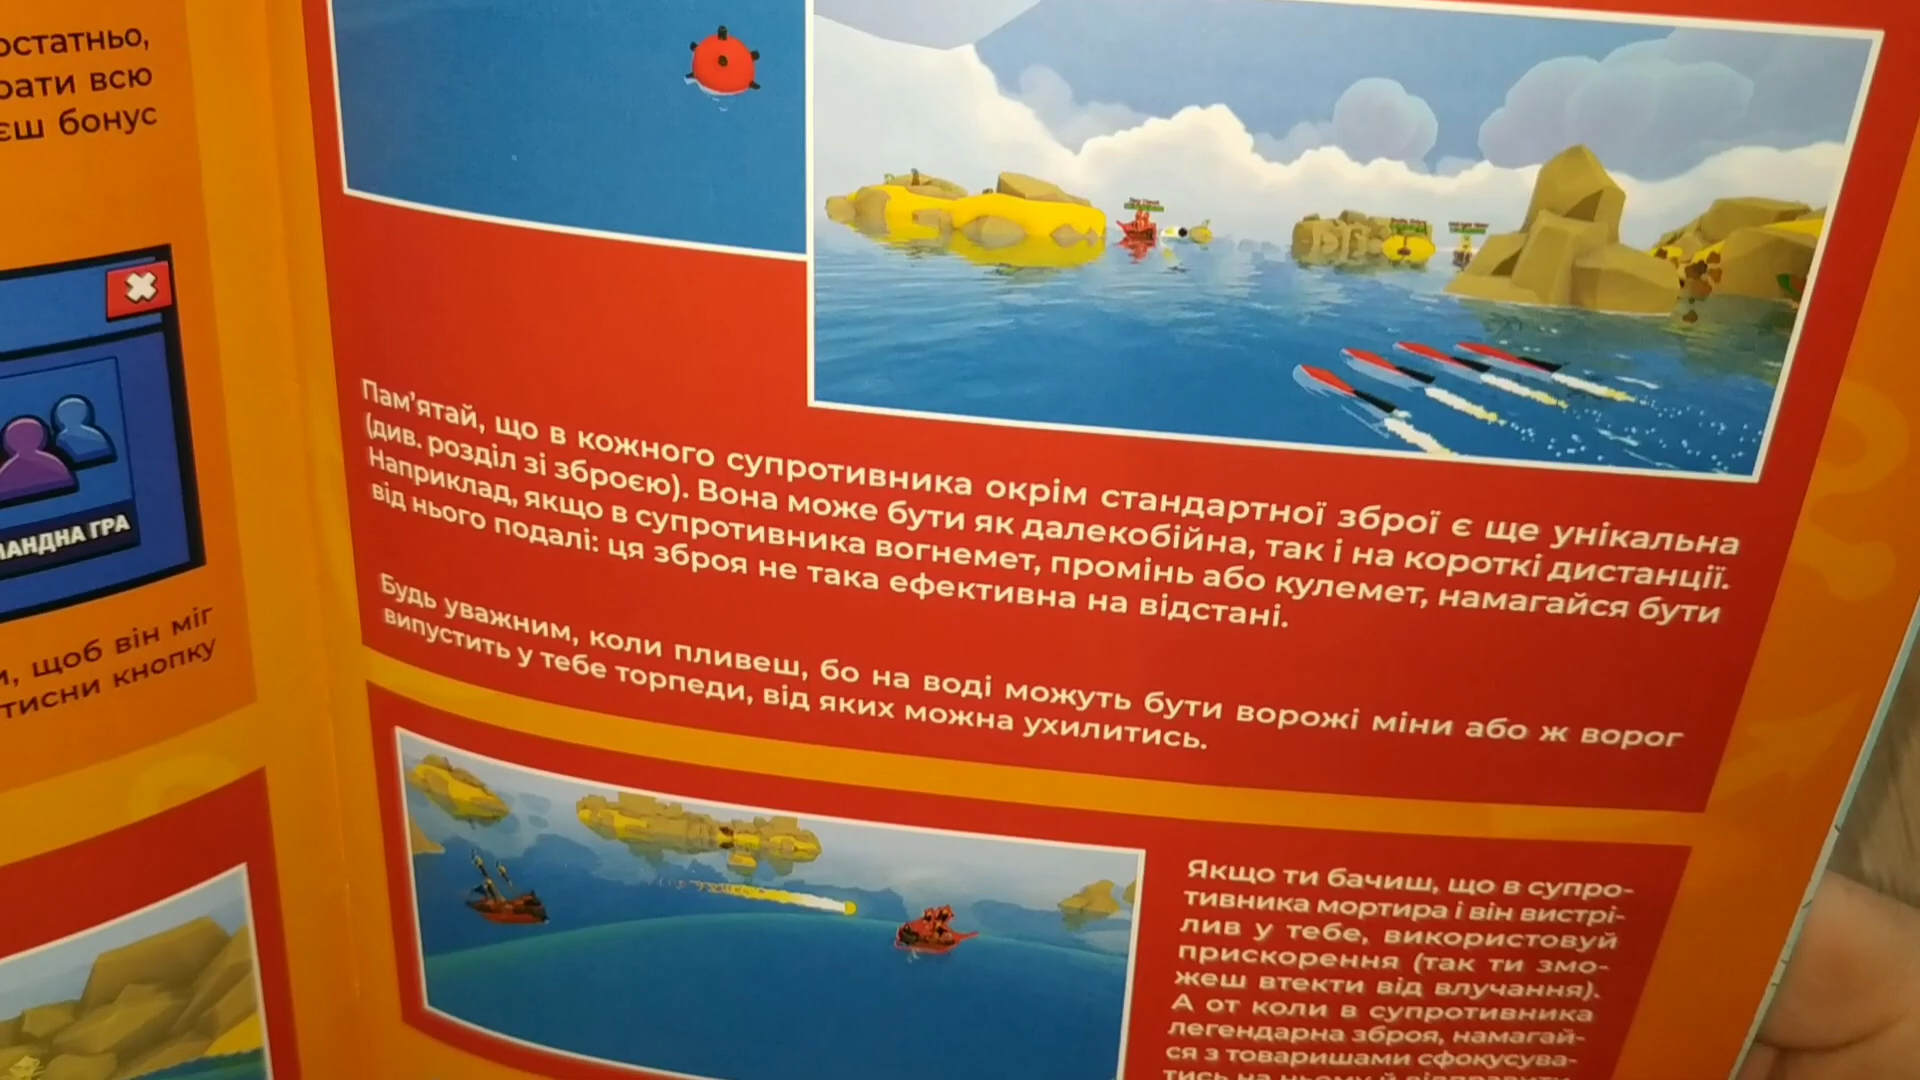 остатньо,
рати всю
єш бонус
МАНДНА ГРА
и, щоб він міг
тисни кнопку
Пам’ятай, що в кожного супротивника окрім стандартної зброї є ще унікальна
(див. розділ зі зброєю). Вона може бути як далекобійна, так і на короткі дистанції.
Наприклад, якщо в супротивника вогнемет, промінь або кулемет, намагайся бути
від нього подалі: ця зброя не така ефективна на відстані.
Будь уважним, коли пливеш, бо на воді можуть бути ворожі міни або ж ворог
випустить у тебе торпеди, від яких можна ухилитись.
Якщо ти бачиш, що в супро-
тивника мортира і він вистрі-
лив у тебе, використовуй
прискорення (так ти змо-
жеш втекти від влучання).
А от коли в супротивника
легендарна зброя, намагай-
ся з товаришами сфокусува-
тись на ньому й